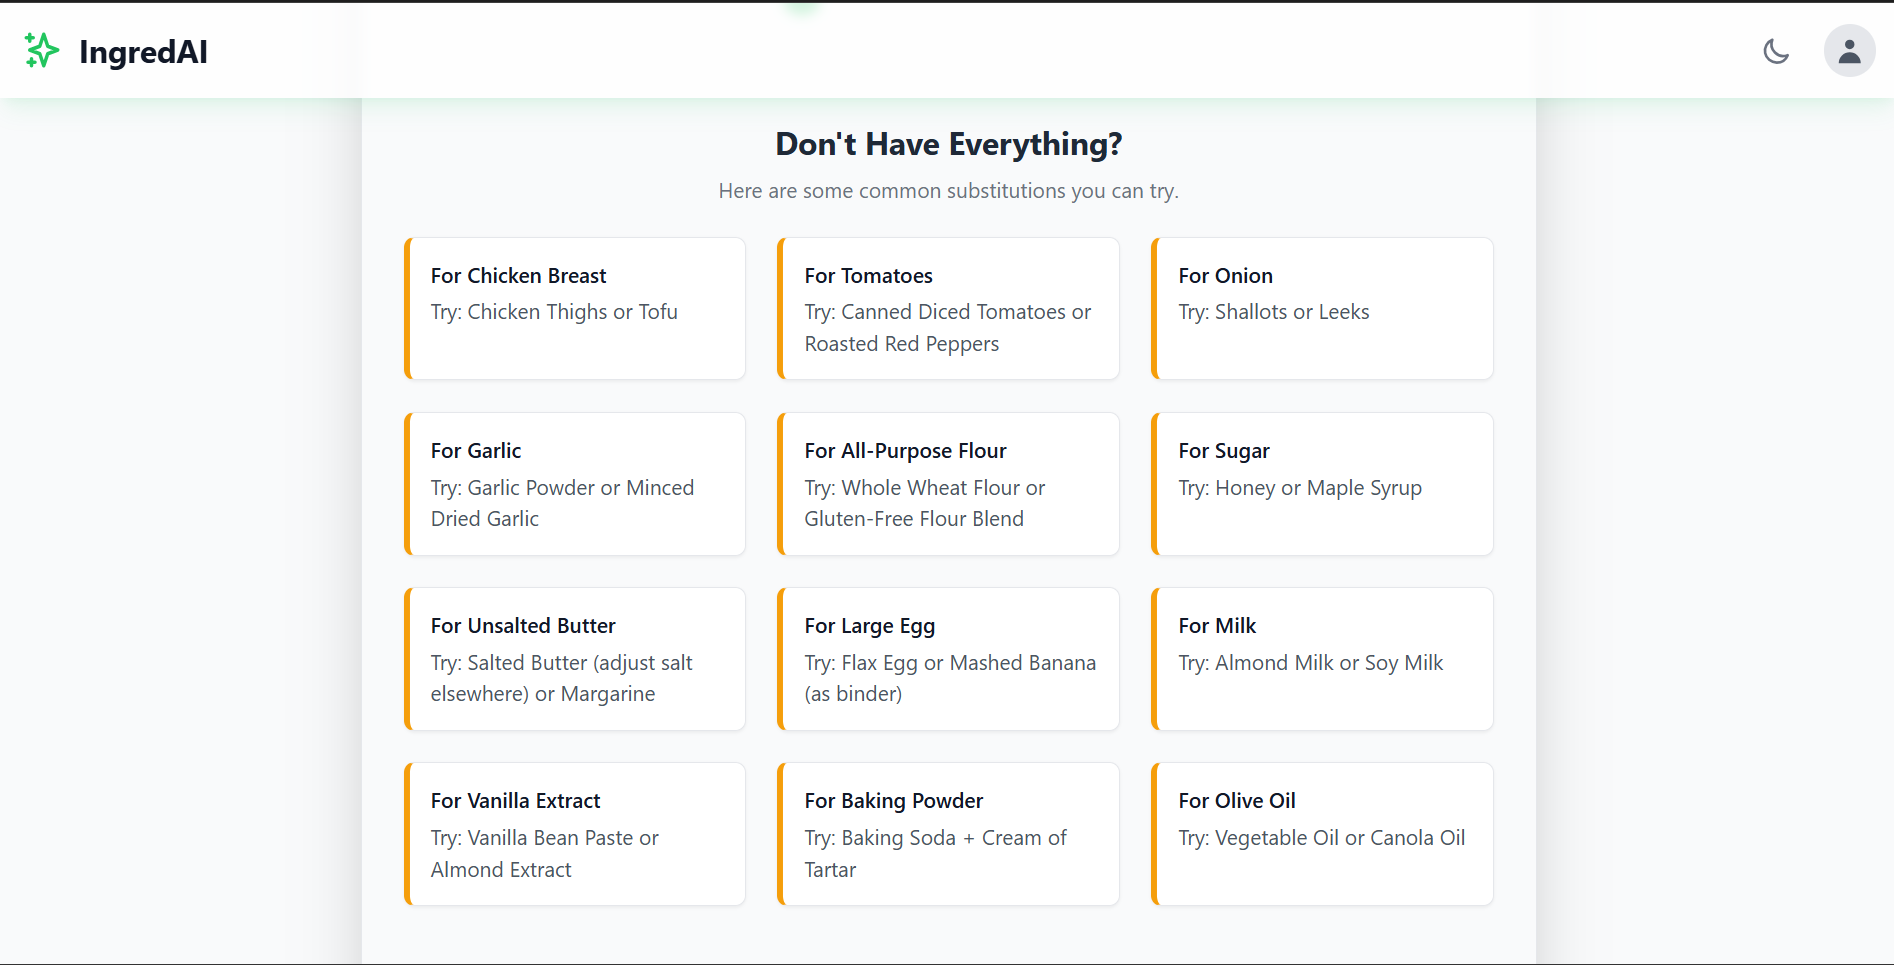 IngredAI
Don't Have Everything?
Here are some common substitutions you can try.
For Chicken Breast
Try: Chicken Thighs or Tofu
For Tomatoes
Try: Canned Diced Tomatoes or
Roasted Red Peppers
For Onion
Try: Shallots or Leeks
For Garlic
Try: Garlic Powder or Minced
Dried Garlic
For All-Purpose Flour
Try: Whole Wheat Flour or
Gluten-Free Flour Blend
For Sugar
Try: Honey or Maple Syrup
For Unsalted Butter
Try: Salted Butter (adjust salt
elsewhere) or Margarine
For Large Egg
Try: Flax Egg or Mashed Banana
(as binder)
For Milk
Try: Almond Milk or Soy Milk
For Vanilla Extract
Try: Vanilla Bean Paste or
Almond Extract
For Baking Powder
Try: Baking Soda + Cream of
Tartar
For Olive Oil
Try: Vegetable Oil or Canola Oil